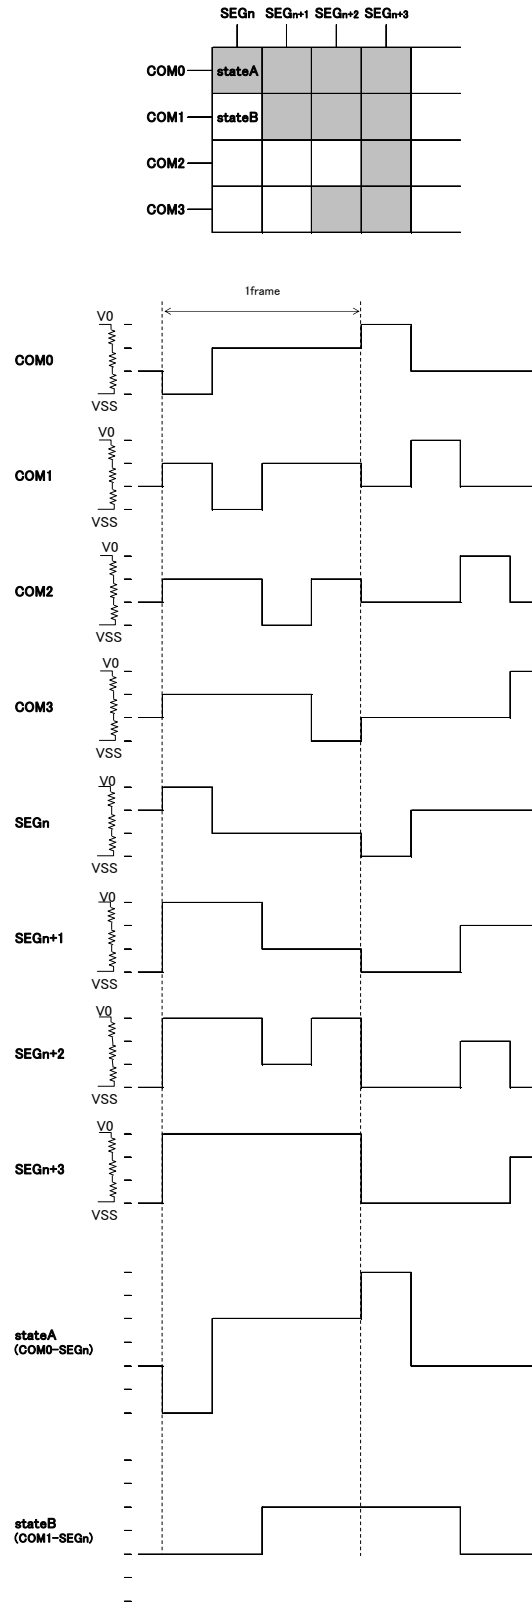 SEGn SEGn+1 SEGn+2 SEGn+3
COM0 stateA
COM1 stateB
COM2
COM3
1frame
V0
COM0
VSS
V0
COM1
VSS
V0
COM2
VSS
V0
COM3
VSS
V0
SEGn
VSS
V0
SEGn+1
VSS
V0
SEGn+2
VSS
V0
SEGn+3
VSS
stateA
(COM0-SEGn)
stateB
(COM1-SEGn)